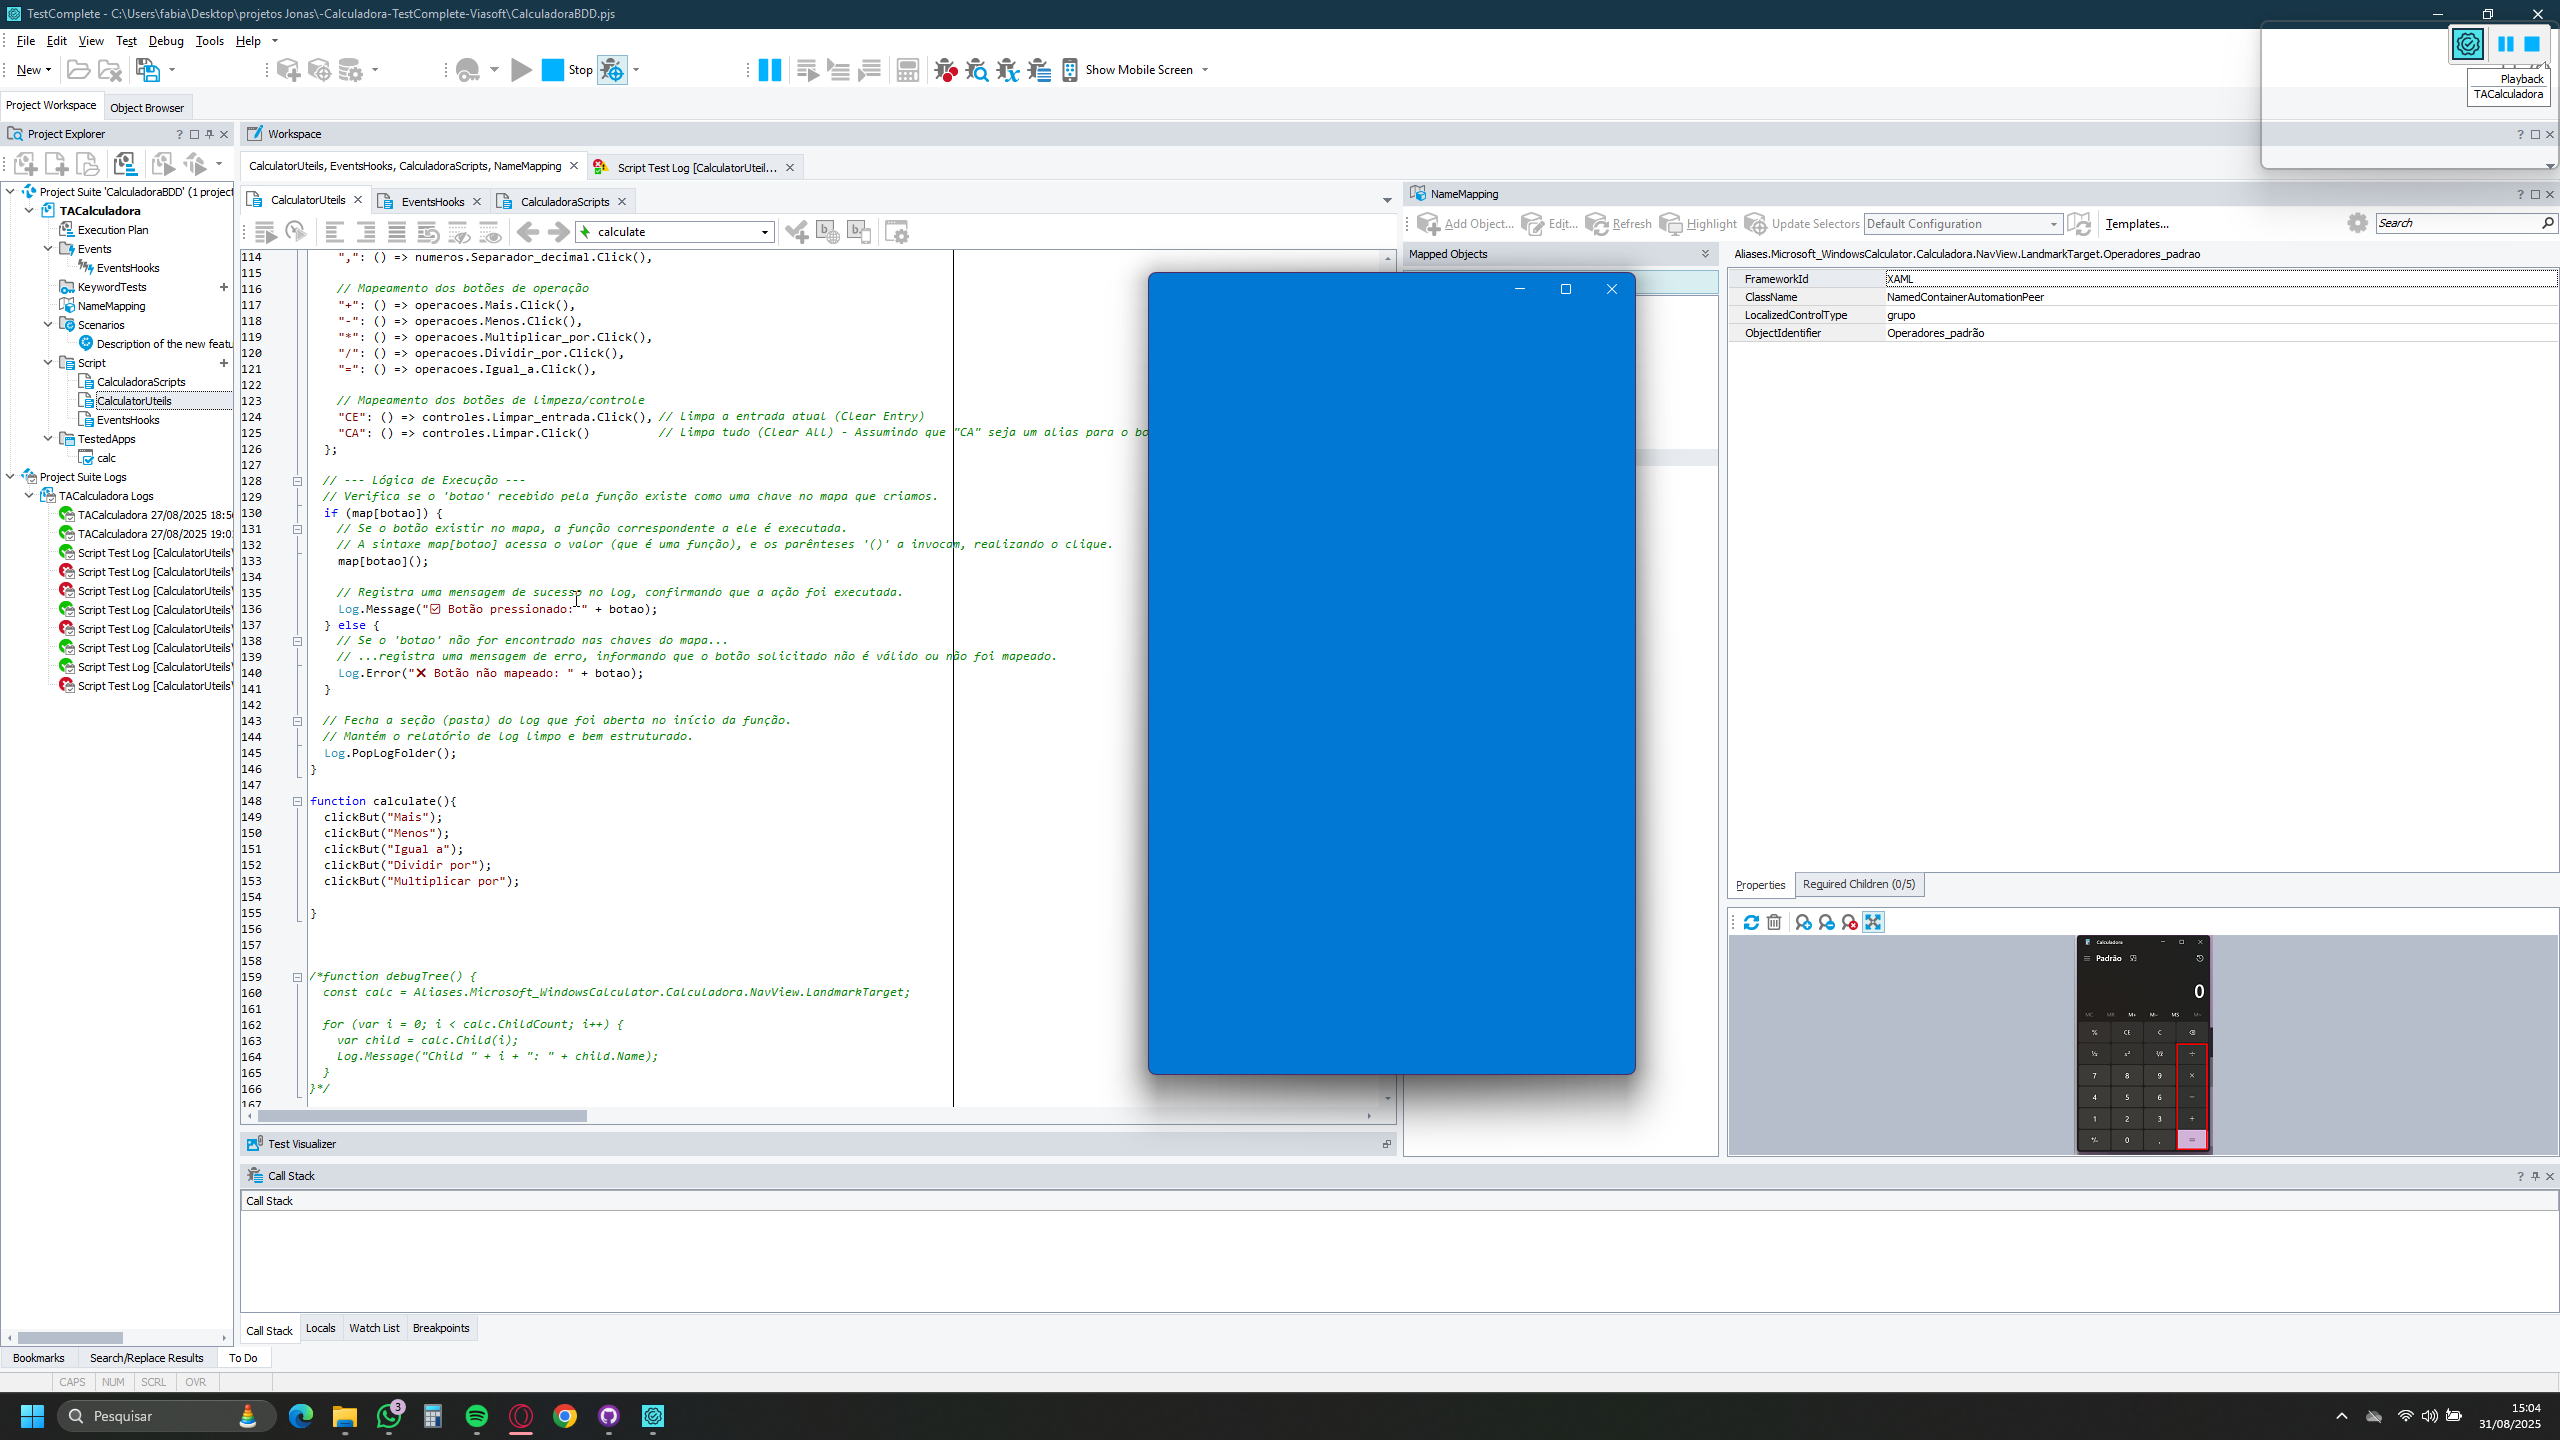 TestComplete - C:\Users\fabia\Desktop\projetos Jonas\-Calculadora-TestComplete-Viasoft\CalculadoraBDD.pjs
File Edit View Test Debug Tools Help
New Stop Show Mobile Screen
Playback
TACalculadora
Project Workspace Object Browser
Project Explorer
Workspace
CalculatorUteils, EventsHooks, CalculadoraScripts, NameMapping Script Test Log [CalculatorUteil...
Project Suite 'CalculadoraBDD' (1 project
TACalculadora
Execution Plan
Events
EventsHooks
KeywordTests
NameMapping
Scenarios
Description of the new featu
Script
CalculadoraScripts
CalculatorUteils
EventsHooks
TestedApps
calc
Project Suite Logs
TACalculadora Logs
TACalculadora 27/08/2025 18:5
TACalculadora 27/08/2025 19:0
Script Test Log [CalculatorUteils\
Script Test Log [CalculatorUteils\
Script Test Log [CalculatorUteils\
Script Test Log [CalculatorUteils\
Script Test Log [CalculatorUteils\
Script Test Log [CalculatorUteils\
Script Test Log [CalculatorUteils\
Script Test Log [CalculatorUteils\
CalculatorUteils EventsHooks CalculadoraScripts
calculate
114 ",": () => numeros.Separador_decimal.Click(),
115
116 // Mapeamento dos botões de operação
117 "+": () => operacoes.Mais.Click(),
118 "-": () => operacoes.Menos.Click(),
119 "*": () => operacoes.Multiplicar_por.Click(),
120 "/": () => operacoes.Dividir_por.Click(),
121 "=": () => operacoes.Igual_a.Click(),
122
123 // Mapeamento dos botões de limpeza/controle
124 "CE": () => controles.Limpar_entrada.Click(), // Limpa a entrada atual (Clear Entry)
125 "CA": () => controles.Limpar.Click() // Limpa tudo (Clear All) - Assumindo que "CA" seja um alias para o bo
126 };
127
128 // --- Lógica de Execução ---
129 // Verifica se o 'botao' recebido pela função existe como uma chave no mapa que criamos.
130 if (map[botao]) {
131 // Se o botão existir no mapa, a função correspondente a ele é executada.
132 // A sintaxe map[botao] acessa o valor (que é uma função), e os parênteses '()' a invocam, realizando o clique.
133 map[botao]();
134
135 // Registra uma mensagem de sucesso no log, confirmando que a ação foi executada.
136 Log.Message("☑ Botão pressionado: " + botao);
137 } else {
138 // Se o 'botao' não for encontrado nas chaves do mapa...
139 // ...registra uma mensagem de erro, informando que o botão solicitado não é válido ou não foi mapeado.
140 Log.Error("❌ Botão não mapeado: " + botao);
141 }
142
143 // Fecha a seção (pasta) do log que foi aberta no início da função.
144 // Mantém o relatório de log limpo e bem estruturado.
145 Log.PopLogFolder();
146 }
147
148 function calculate(){
149 clickBut("Mais");
150 clickBut("Menos");
151 clickBut("Igual a");
152 clickBut("Dividir por");
153 clickBut("Multiplicar por");
154
155 }
156
157
158
159 /*function debugTree() {
160 const calc = Aliases.Microsoft_WindowsCalculator.Calculadora.NavView.LandmarkTarget;
161
162 for (var i = 0; i < calc.ChildCount; i++) {
163 var child = calc.Child(i);
164 Log.Message("Child " + i + ": " + child.Name);
165 }
166 }*/
167
NameMapping
Add Object... Edit... Refresh Highlight Update Selectors Default Configuration Templates... Search
Mapped Objects
Aliases.Microsoft_WindowsCalculator.Calculadora.NavView.LandmarkTarget.Operadores_padrao
FrameworkId XAML
ClassName NamedContainerAutomationPeer
LocalizedControlType grupo
ObjectIdentifier Operadores_padrão
Properties Required Children (0/5)
Calculadora
Padrão
0
MC MR M+ M- MS
% CE C
7 8 9 ×
4 5 6 −
1 2 3 +
+/- 0 , =
Test Visualizer
Call Stack
Call Stack
Call Stack Locals Watch List Breakpoints
Bookmarks Search/Replace Results To Do
CAPS NUM SCRL OVR
Pesquisar
3
15:04
31/08/2025